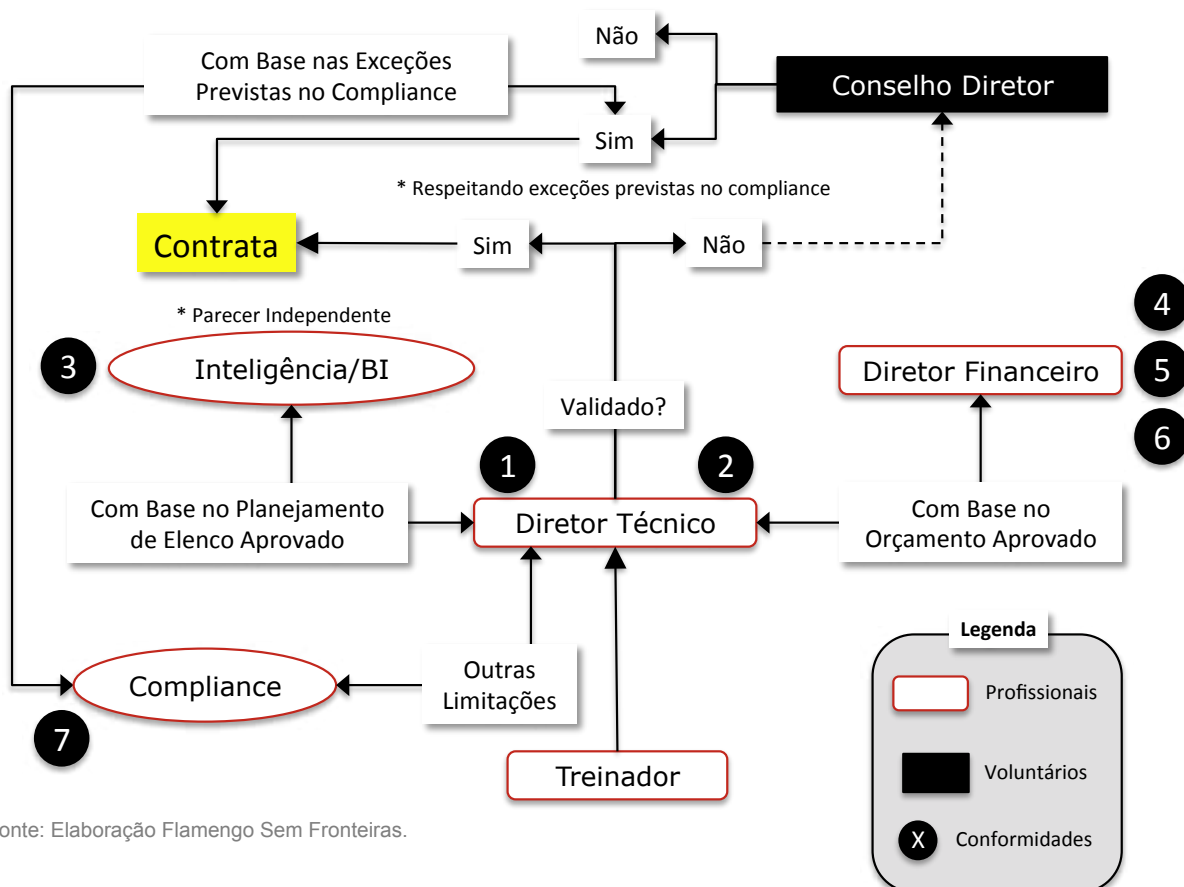 Não
Com Base nas Exceções
Previstas no Compliance
Conselho Diretor
Sim
* Respeitando exceções previstas no compliance
Contrata
Sim
Não
* Parecer Independente
3
Inteligência/BI
4
Diretor Financeiro
5
6
Validado?
1
2
Com Base no Planejamento
de Elenco Aprovado
Diretor Técnico
Com Base no
Orçamento Aprovado
Legenda
Outras
Limitações
Compliance
7
Profissionais
Treinador
Voluntários
X
Conformidades
onte: Elaboração Flamengo Sem Fronteiras.